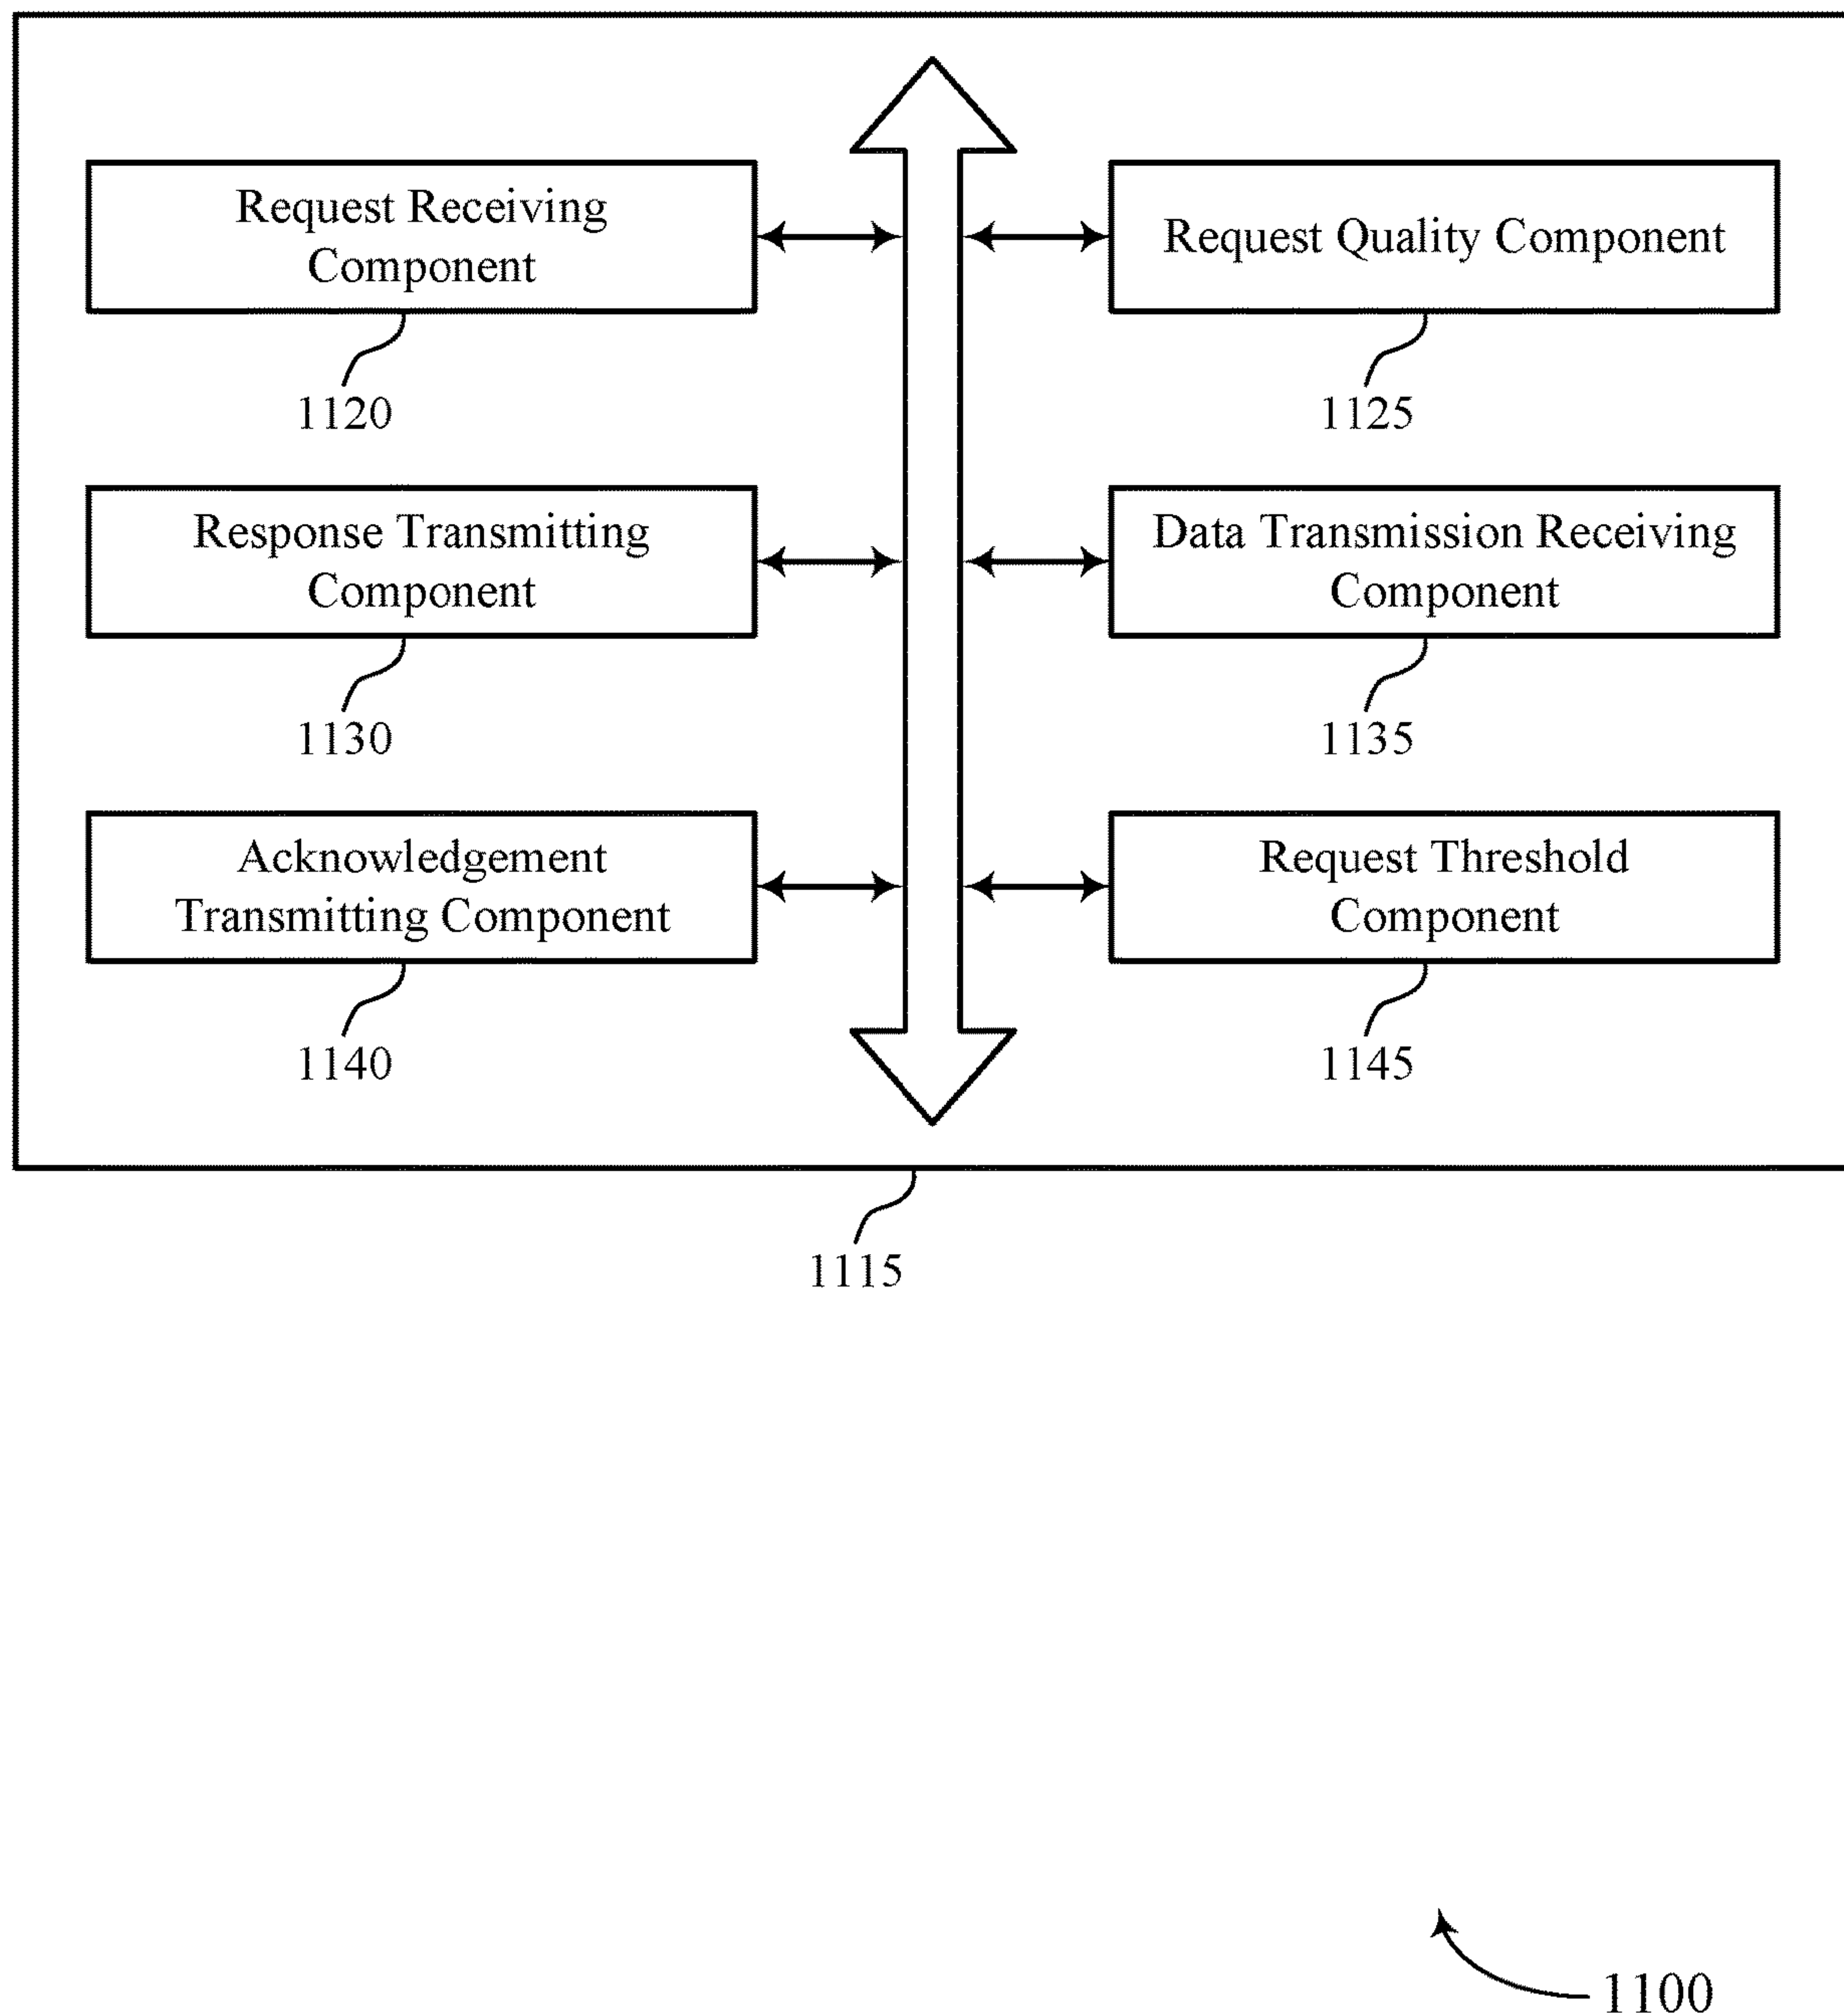 Request Receiving
Component
1120
Request Quality Component
1125
Response Transmitting
Component
1130
Data Transmission Receiving
Component
1135
Acknowledgement
Transmitting Component
1140
Request Threshold
Component
1145
1115
1100